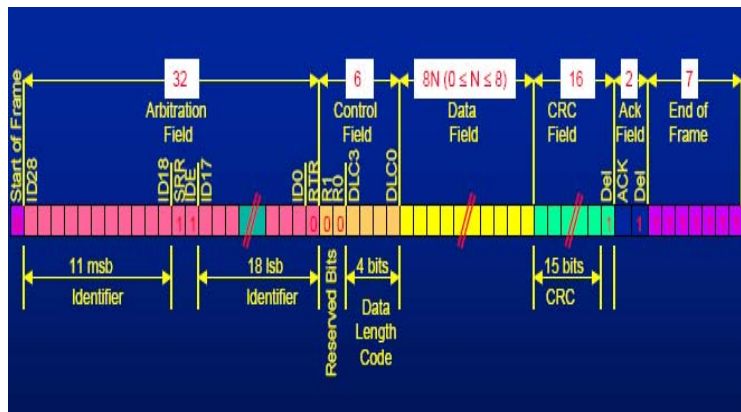 32 6 8N (0 ≤ N ≤ 8) 16 2 7
Arbitration Field
Control Field
Data Field
CRC Field
Ack Field
End of Frame
Start of Frame
ID28
ID18
SRR
IDE
ID17
ID0
RTR
R1
R0
DLC3
DLC0
Del
ACK
Del
1 1 0 0 0 1 1
11 msb
Identifier
18 lsb
Identifier
Reserved Bits
4 bits
Data
Length
Code
15 bits
CRC